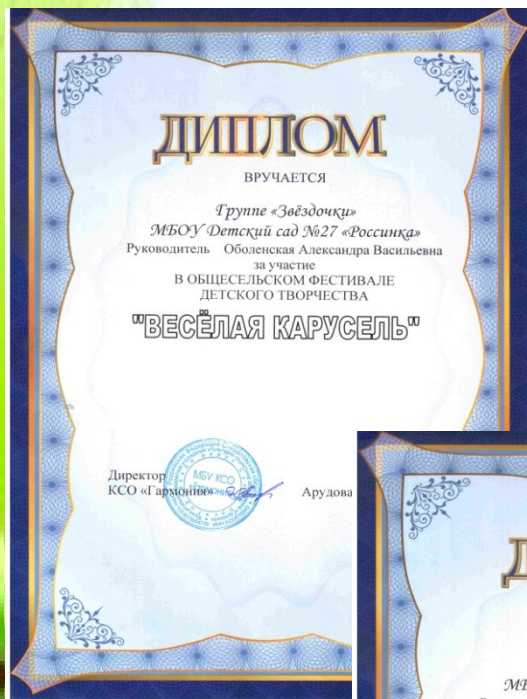 ДИПЛОМ
ВРУЧАЕТСЯ
Группе «Звёздочки»
МБОУ Детский сад №27 «Россинка»
Руководитель Оболенская Александра Васильевна
за участие
В ОБЩЕСЕЛЬСКОМ ФЕСТИВАЛЕ
ДЕТСКОГО ТВОРЧЕСТВА
"ВЕСЁЛАЯ КАРУСЕЛЬ"
Директор
КСО «Гармония» Арудова
МБУ КСО